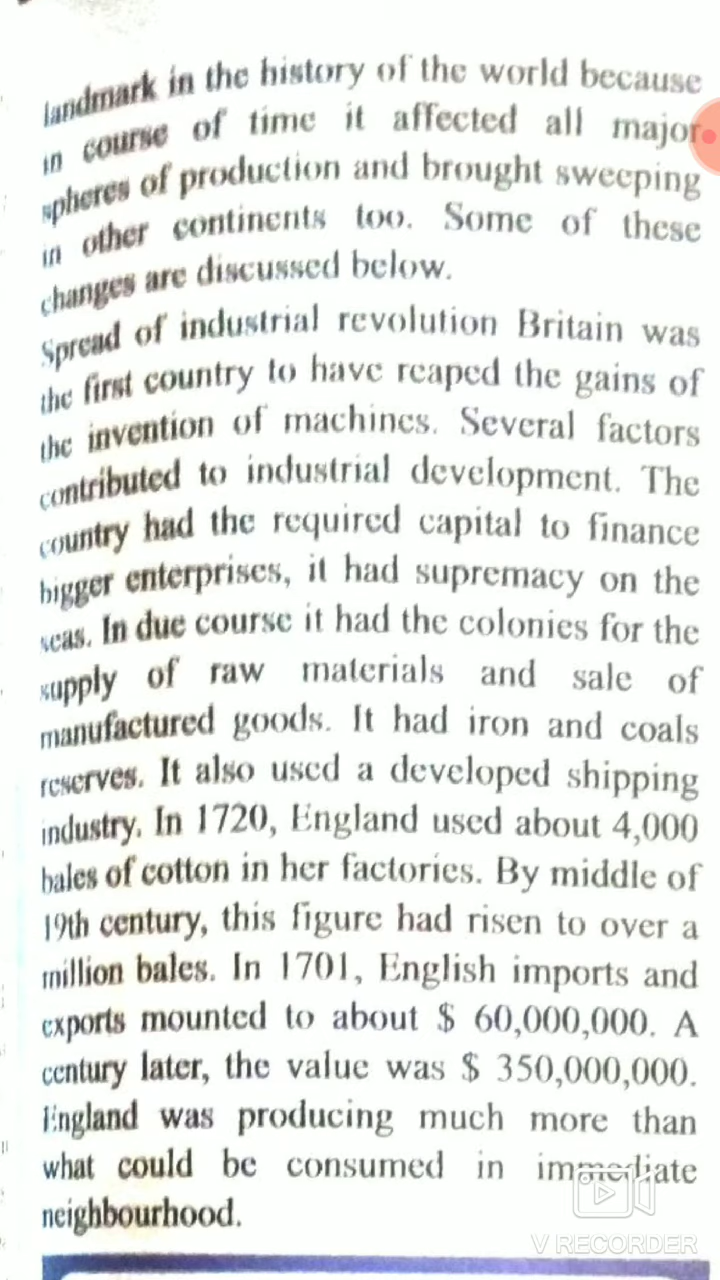 landmark in the history of the world because
in course of time it affected all major
spheres of production and brought sweeping
in other continents too. Some of these
changes are discussed below.
Spread of industrial revolution Britain was
the first country to have reaped the gains of
the invention of machines. Several factors
contributed to industrial development. The
country had the required capital to finance
bigger enterprises, it had supremacy on the
seas. In due course it had the colonies for the
supply of raw materials and sale of
manufactured goods. It had iron and coals
reserves. It also used a developed shipping
industry. In 1720, England used about 4,000
bales of cotton in her factories. By middle of
19th century, this figure had risen to over a
million bales. In 1701, English imports and
exports mounted to about $ 60,000,000. A
century later, the value was $ 350,000,000.
England was producing much more than
what could be consumed in immediate
neighbourhood.
V RECORDER